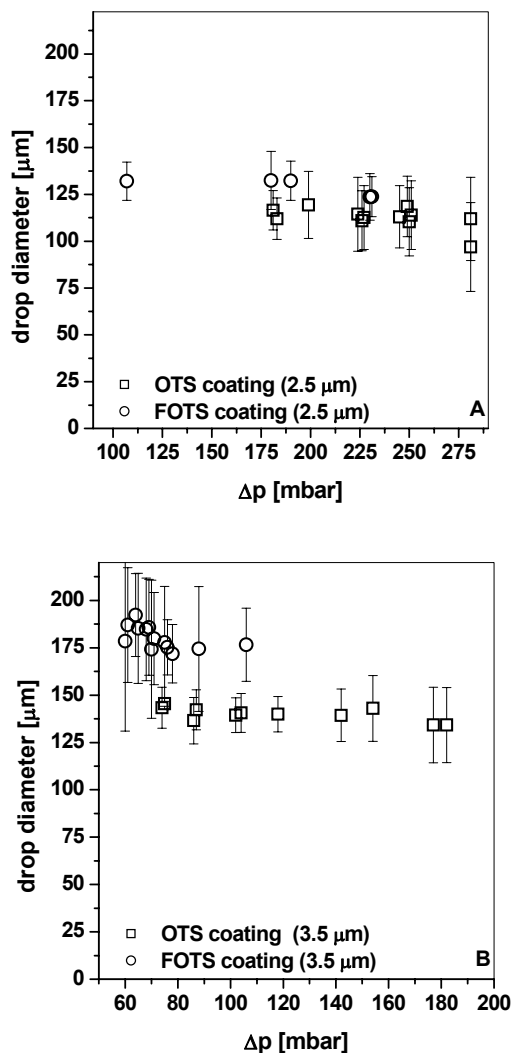 200
175
150
125
100
75
50
25
0
drop diameter [µm]
OTS coating (2.5 µm)
FOTS coating (2.5 µm)
A
100 125 150 175 200 225 250 275
Δp [mbar]
200
175
150
125
100
75
50
25
0
drop diameter [µm]
OTS coating (3.5 µm)
FOTS coating (3.5 µm)
B
60 80 100 120 140 160 180 200
Δp [mbar]